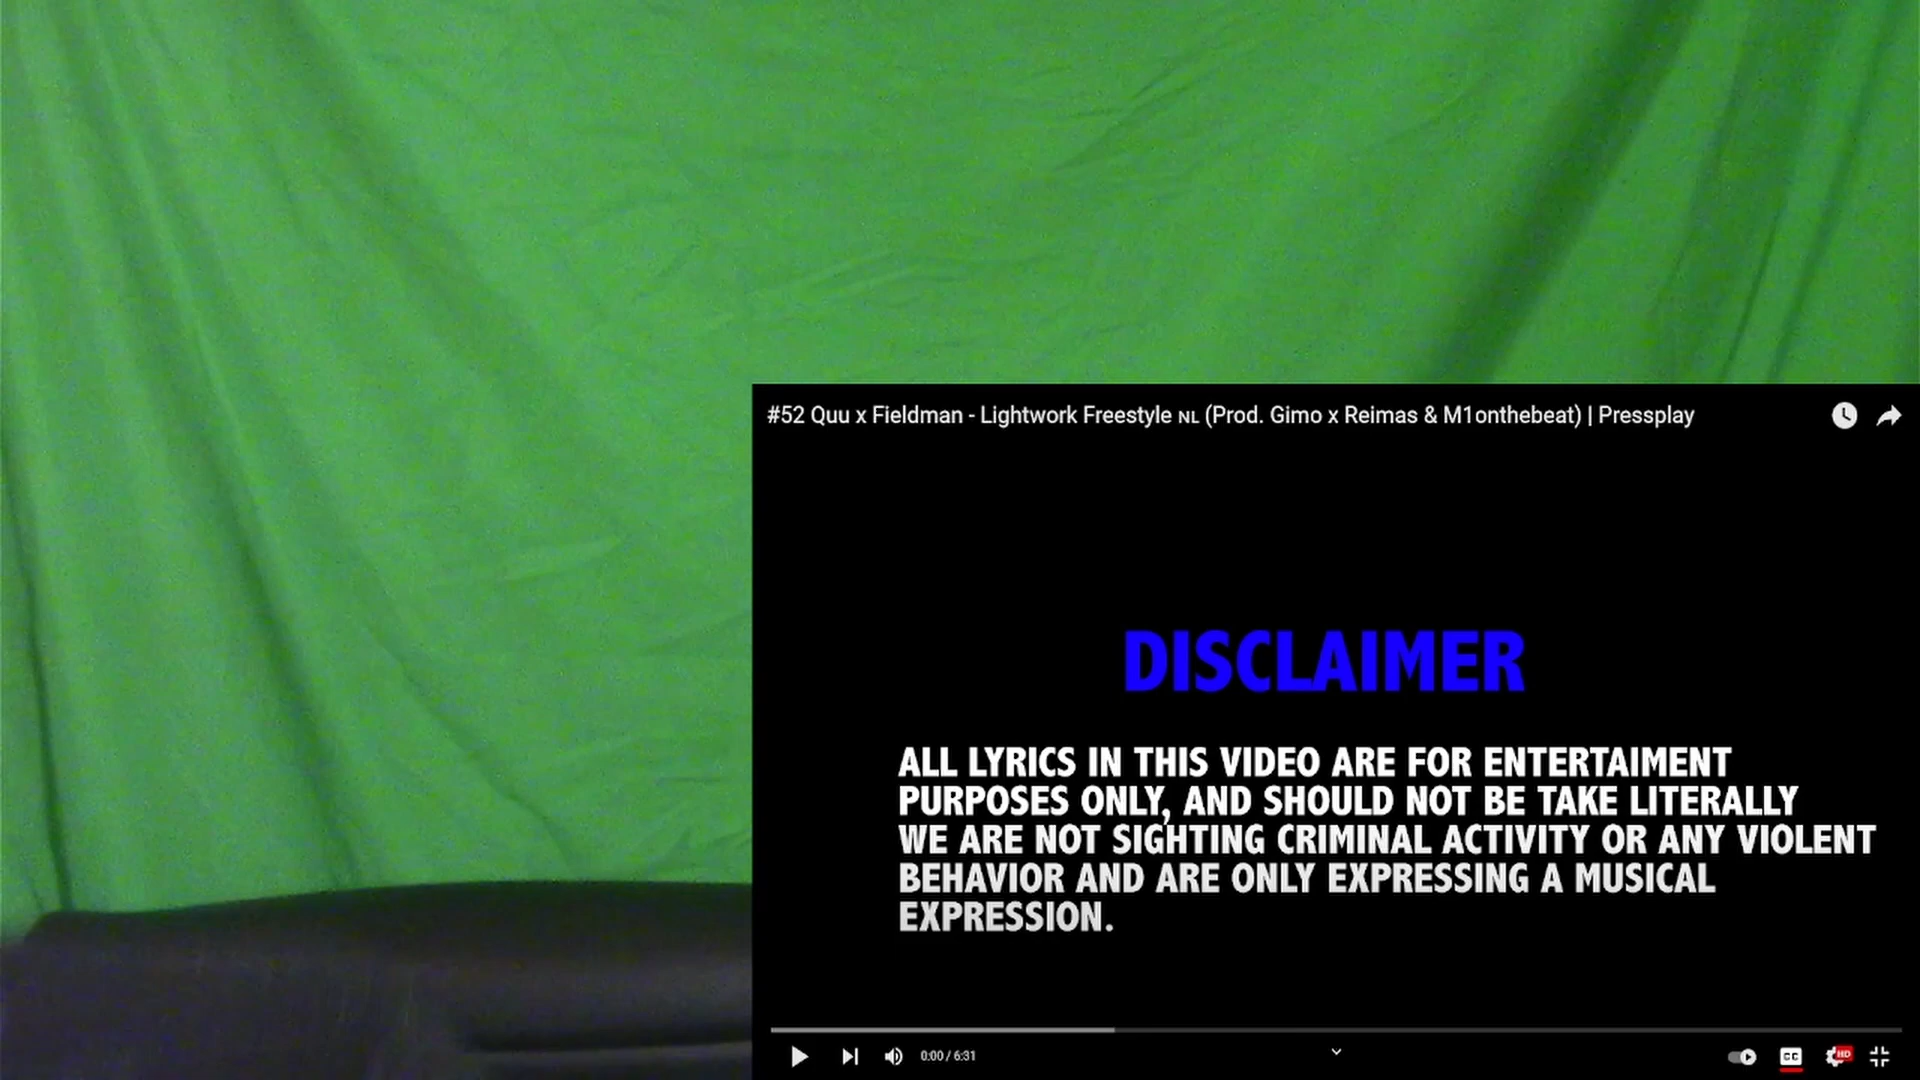 #52 Quu x Fieldman - Lightwork Freestyle NL (Prod. Gimo x Reimas & M1onthebeat) | Pressplay
DISCLAIMER
ALL LYRICS IN THIS VIDEO ARE FOR ENTERTAIMENT
PURPOSES ONLY, AND SHOULD NOT BE TAKE LITERALLY
WE ARE NOT SIGHTING CRIMINAL ACTIVITY OR ANY VIOLENT
BEHAVIOR AND ARE ONLY EXPRESSING A MUSICAL
EXPRESSION.
0:00 / 6:31
CC
HD